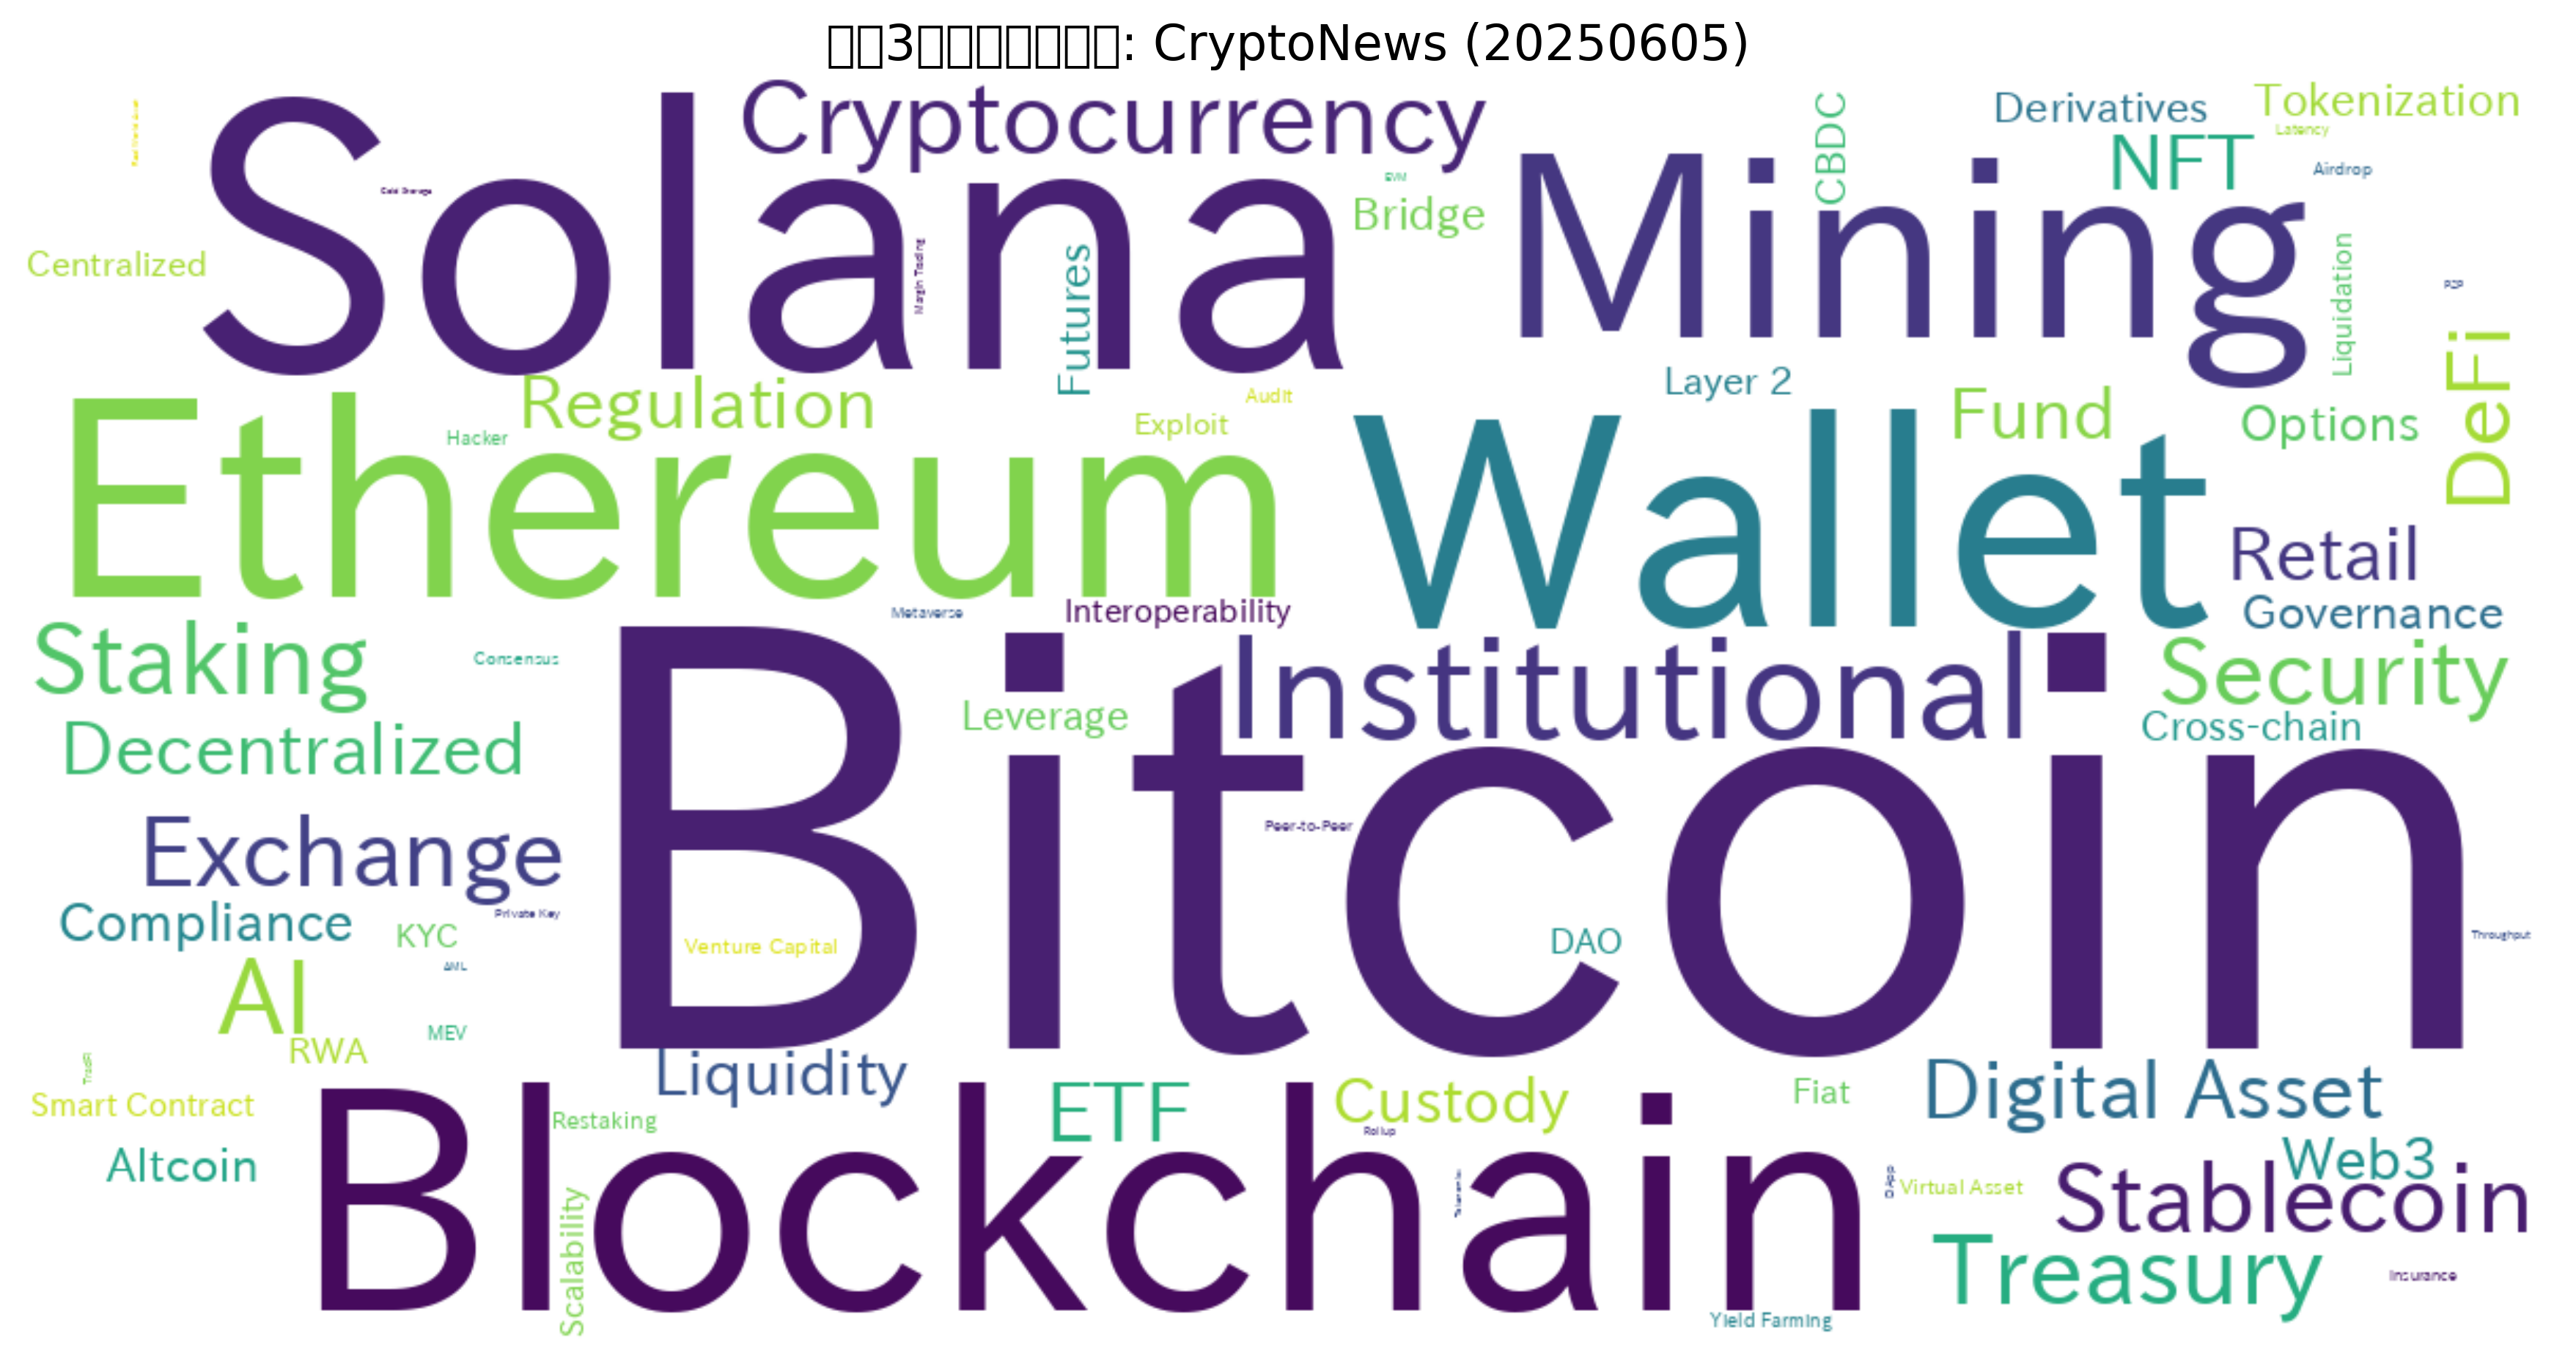 □□3□□□□□□□: CryptoNews (20250605)
Solana
Cryptocurrency
Mining
CBDC
Derivatives
Tokenization
Latency
NFT
Airdrop
Cold Storage
EVM
Bridge
Centralized
Margin Trading
Futures
Liquidation
P2P
DeFi
Ethereum
Regulation
Hacker
Audit
Exploit
Layer 2
Wallet
Fund
Options
Retail
Governance
Metaverse
Interoperability
Staking
Consensus
Bitcoin
Institutional
Security
Leverage
Cross-chain
Decentralized
Exchange
Peer-to-Peer
Compliance
KYC
Private Key
Venture Capital
DAO
Throughput
AML
AI
RWA
MEV
TradFi
Smart Contract
Liquidity
ETF
Custody
Fiat
Digital Asset
Restaking
Rollup
Blockchain
Altcoin
Web3
Stablecoin
DApp
Virtual Asset
Scalability
Treasury
Insurance
Yield Farming